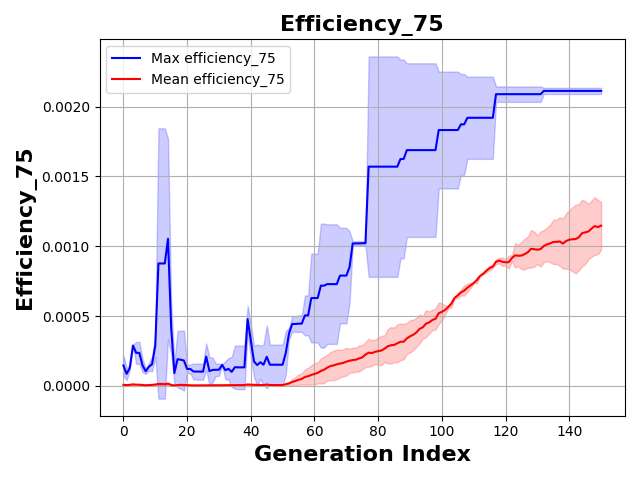 Efficiency_75
Max efficiency_75
Mean efficiency_75
Efficiency_75
0.0020
0.0015
0.0010
0.0005
0.0000
0 20 40 60 80 100 120 140
Generation Index